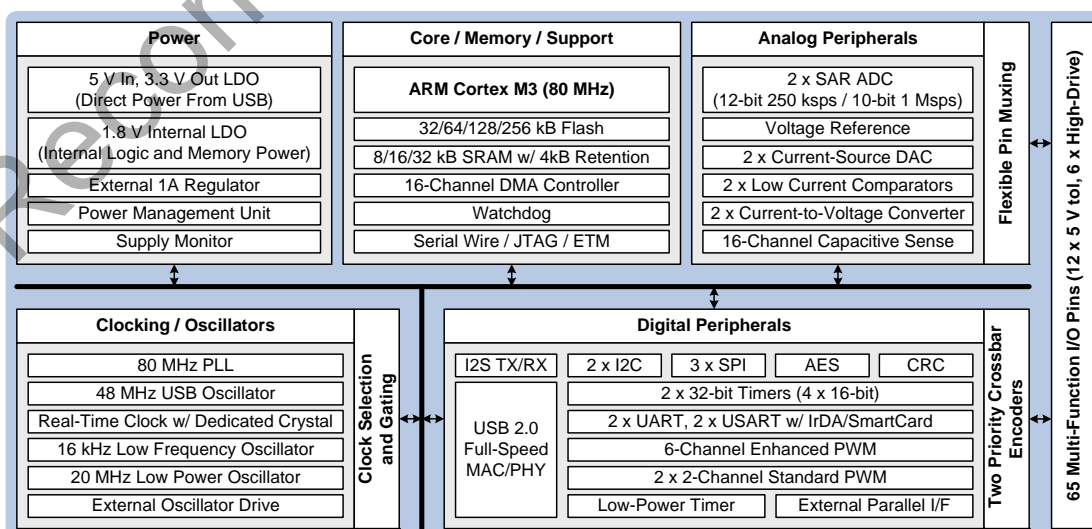 Recom
Power
5 V In, 3.3 V Out LDO
(Direct Power From USB)
1.8 V Internal LDO
(Internal Logic and Memory Power)
External 1A Regulator
Power Management Unit
Supply Monitor
Core / Memory / Support
ARM Cortex M3 (80 MHz)
32/64/128/256 kB Flash
8/16/32 kB SRAM w/ 4kB Retention
16-Channel DMA Controller
Watchdog
Serial Wire / JTAG / ETM
Analog Peripherals
2 x SAR ADC
(12-bit 250 ksps / 10-bit 1 Msps)
Voltage Reference
2 x Current-Source DAC
2 x Low Current Comparators
2 x Current-to-Voltage Converter
16-Channel Capacitive Sense
Flexible Pin Muxing
65 Multi-Function I/O Pins (12 x 5 V tol, 6 x High-Drive)
Clocking / Oscillators
80 MHz PLL
48 MHz USB Oscillator
Real-Time Clock w/ Dedicated Crystal
16 kHz Low Frequency Oscillator
20 MHz Low Power Oscillator
External Oscillator Drive
Clock Selection
and Gating
Digital Peripherals
I2S TX/RX
2 x I2C
3 x SPI
AES
CRC
USB 2.0
Full-Speed
MAC/PHY
2 x 32-bit Timers (4 x 16-bit)
2 x UART, 2 x USART w/ IrDA/SmartCard
6-Channel Enhanced PWM
2 x 2-Channel Standard PWM
Low-Power Timer
External Parallel I/F
Two Priority Crossbar
Encoders